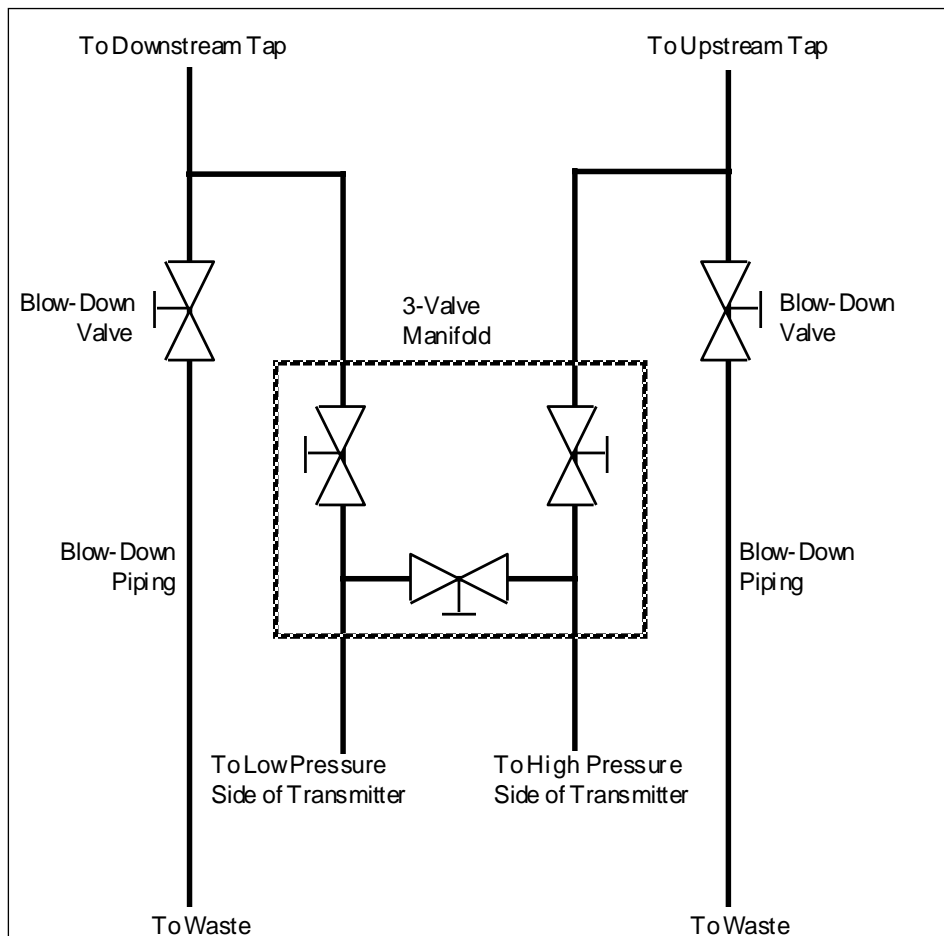 To Downstream Tap
To Upstream Tap
Blow-Down
Valve
3-Valve
Manifold
Blow-Down
Valve
Blow-Down
Piping
Blow-Down
Piping
To Low Pressure
Side of Transmitter
To High Pressure
Side of Transmitter
To Waste
To Waste